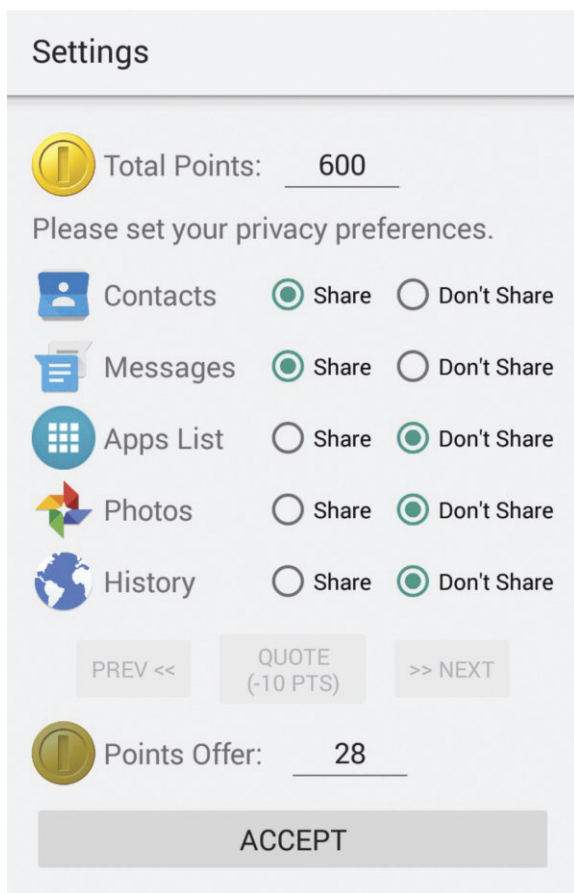 Settings
Total Points: 600
Please set your privacy preferences.
Contacts Share Don't Share
Messages Share Don't Share
Apps List Share Don't Share
Photos Share Don't Share
History Share Don't Share
PREV << QUOTE (-10 PTS) >> NEXT
Points Offer: 28
ACCEPT